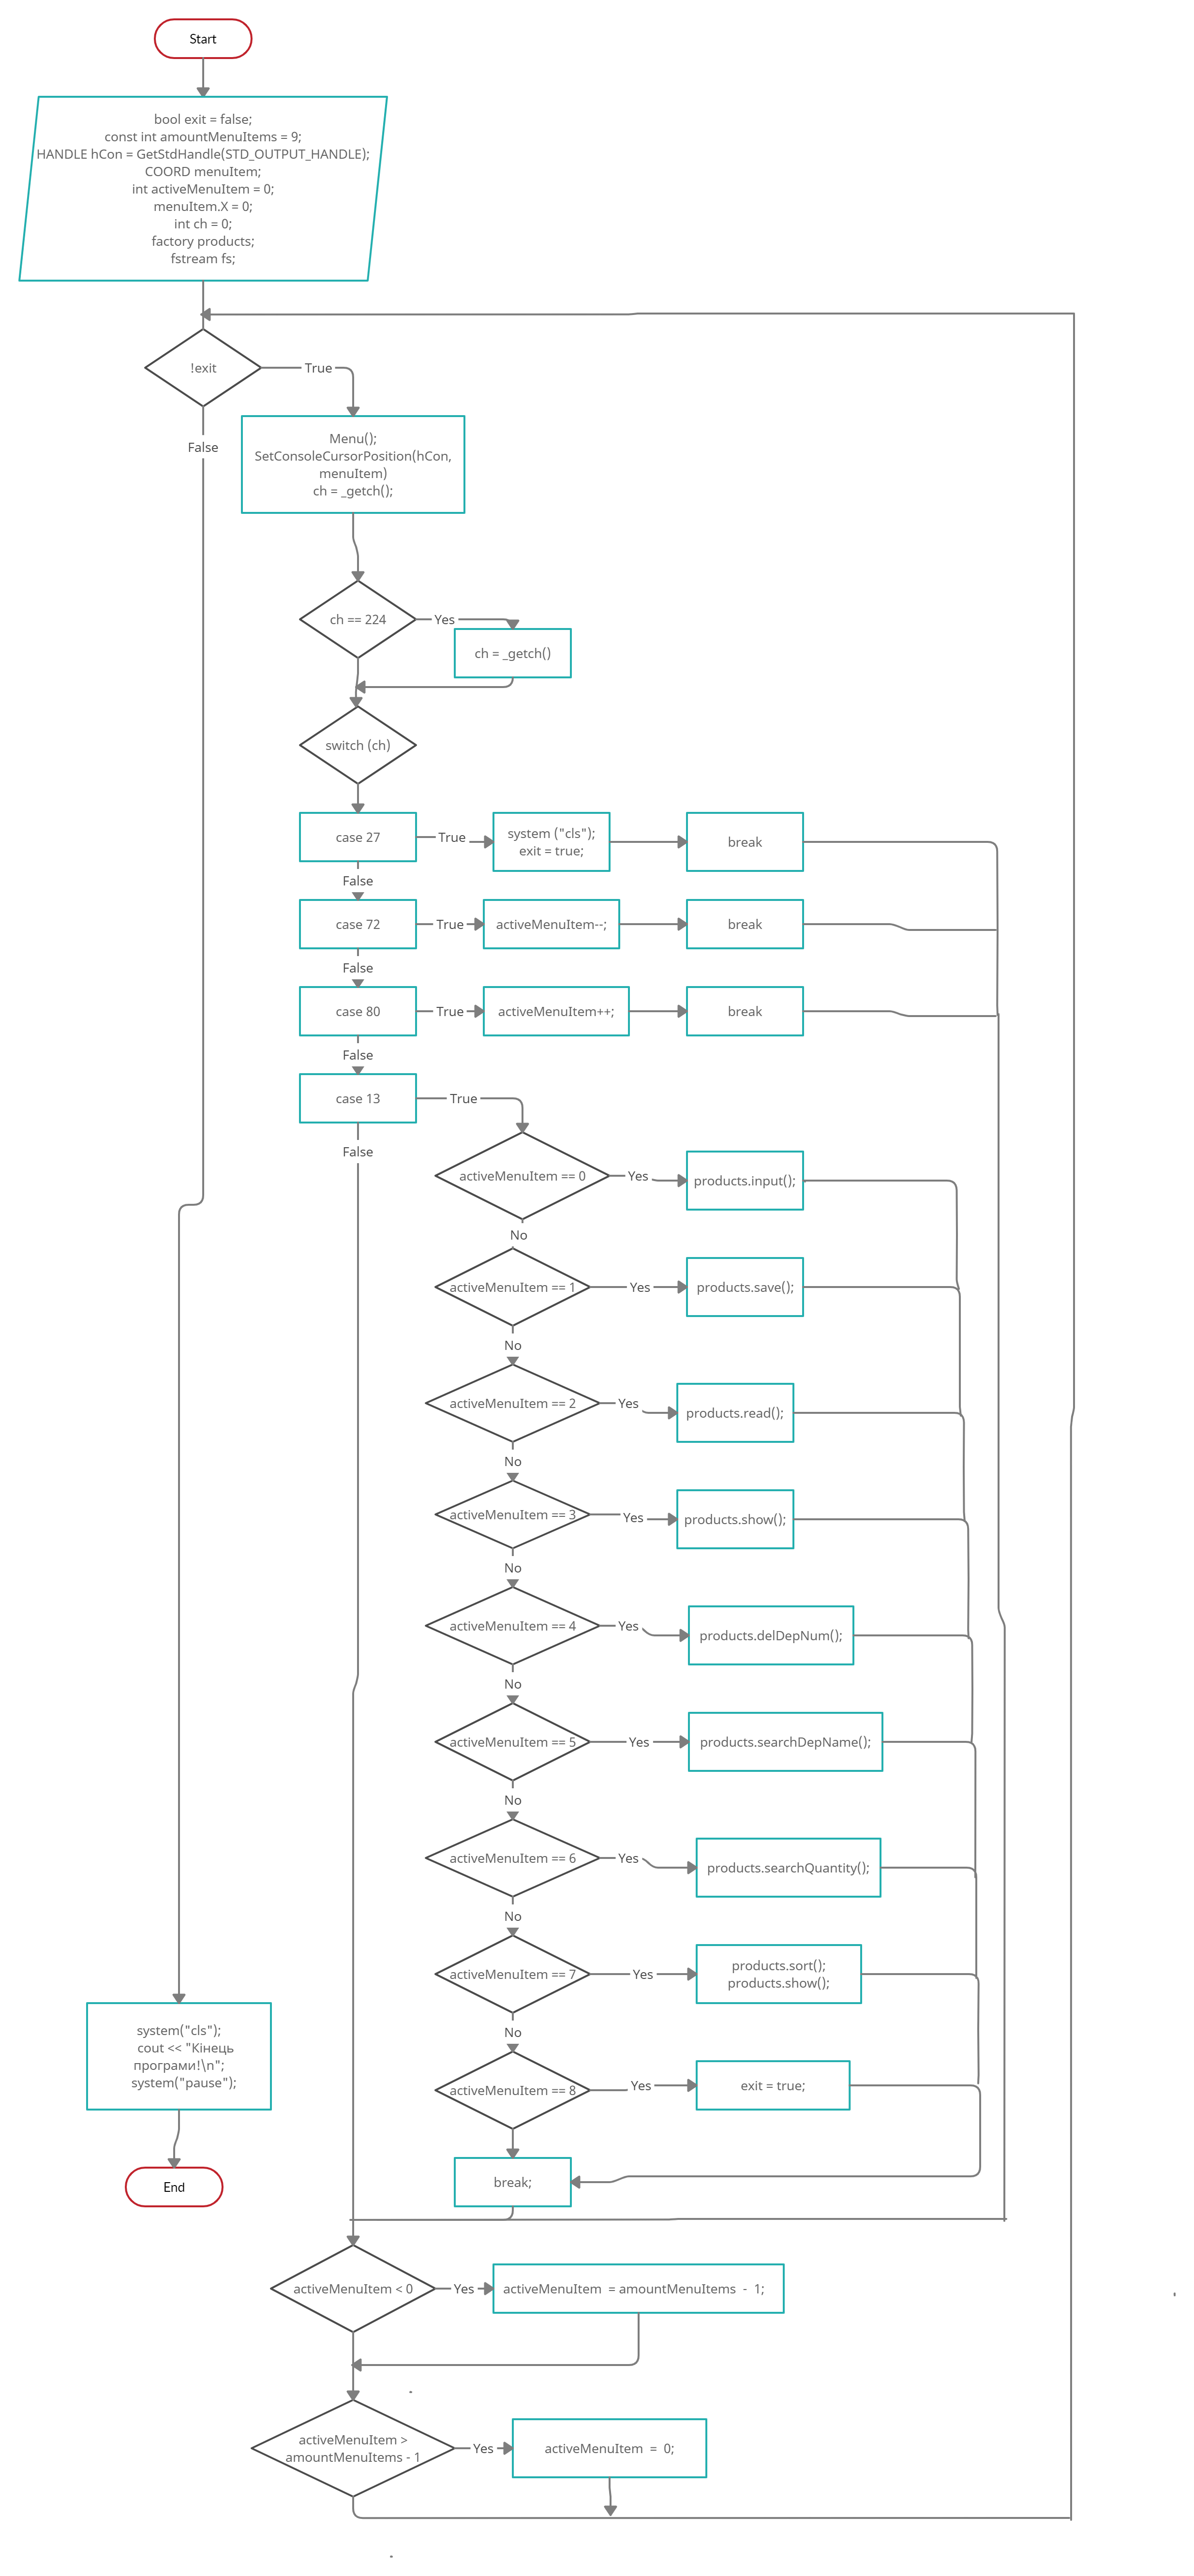 Start
bool exit = false;
const int amountMenuItems = 9;
HANDLE hCon = GetStdHandle(STD_OUTPUT_HANDLE);
COORD menuItem;
int activeMenuItem = 0;
menuItem.X = 0;
int ch = 0;
factory products;
fstream fs;
!exit
True
False
Menu();
SetConsoleCursorPosition(hCon,
menuItem)
ch = _getch();
ch == 224
Yes
ch = _getch()
switch (ch)
case 27
True
system ("cls");
exit = true;
break
False
case 72
True
activeMenuItem--;
break
False
case 80
True
activeMenuItem++;
break
False
case 13
True
False
activeMenuItem == 0
Yes
products.input();
No
activeMenuItem == 1
Yes
products.save();
No
activeMenuItem == 2
Yes
products.read();
No
activeMenuItem == 3
Yes
products.show();
No
activeMenuItem == 4
Yes
products.delDepNum();
No
activeMenuItem == 5
Yes
products.searchDepName();
No
activeMenuItem == 6
Yes
products.searchQuantity();
No
activeMenuItem == 7
Yes
products.sort();
products.show();
No
activeMenuItem == 8
Yes
exit = true;
break;
system("cls");
cout << "Кінець
програми!\n";
system("pause");
End
activeMenuItem < 0
Yes
activeMenuItem = amountMenuItems - 1;
activeMenuItem >
amountMenuItems - 1
Yes
activeMenuItem = 0;